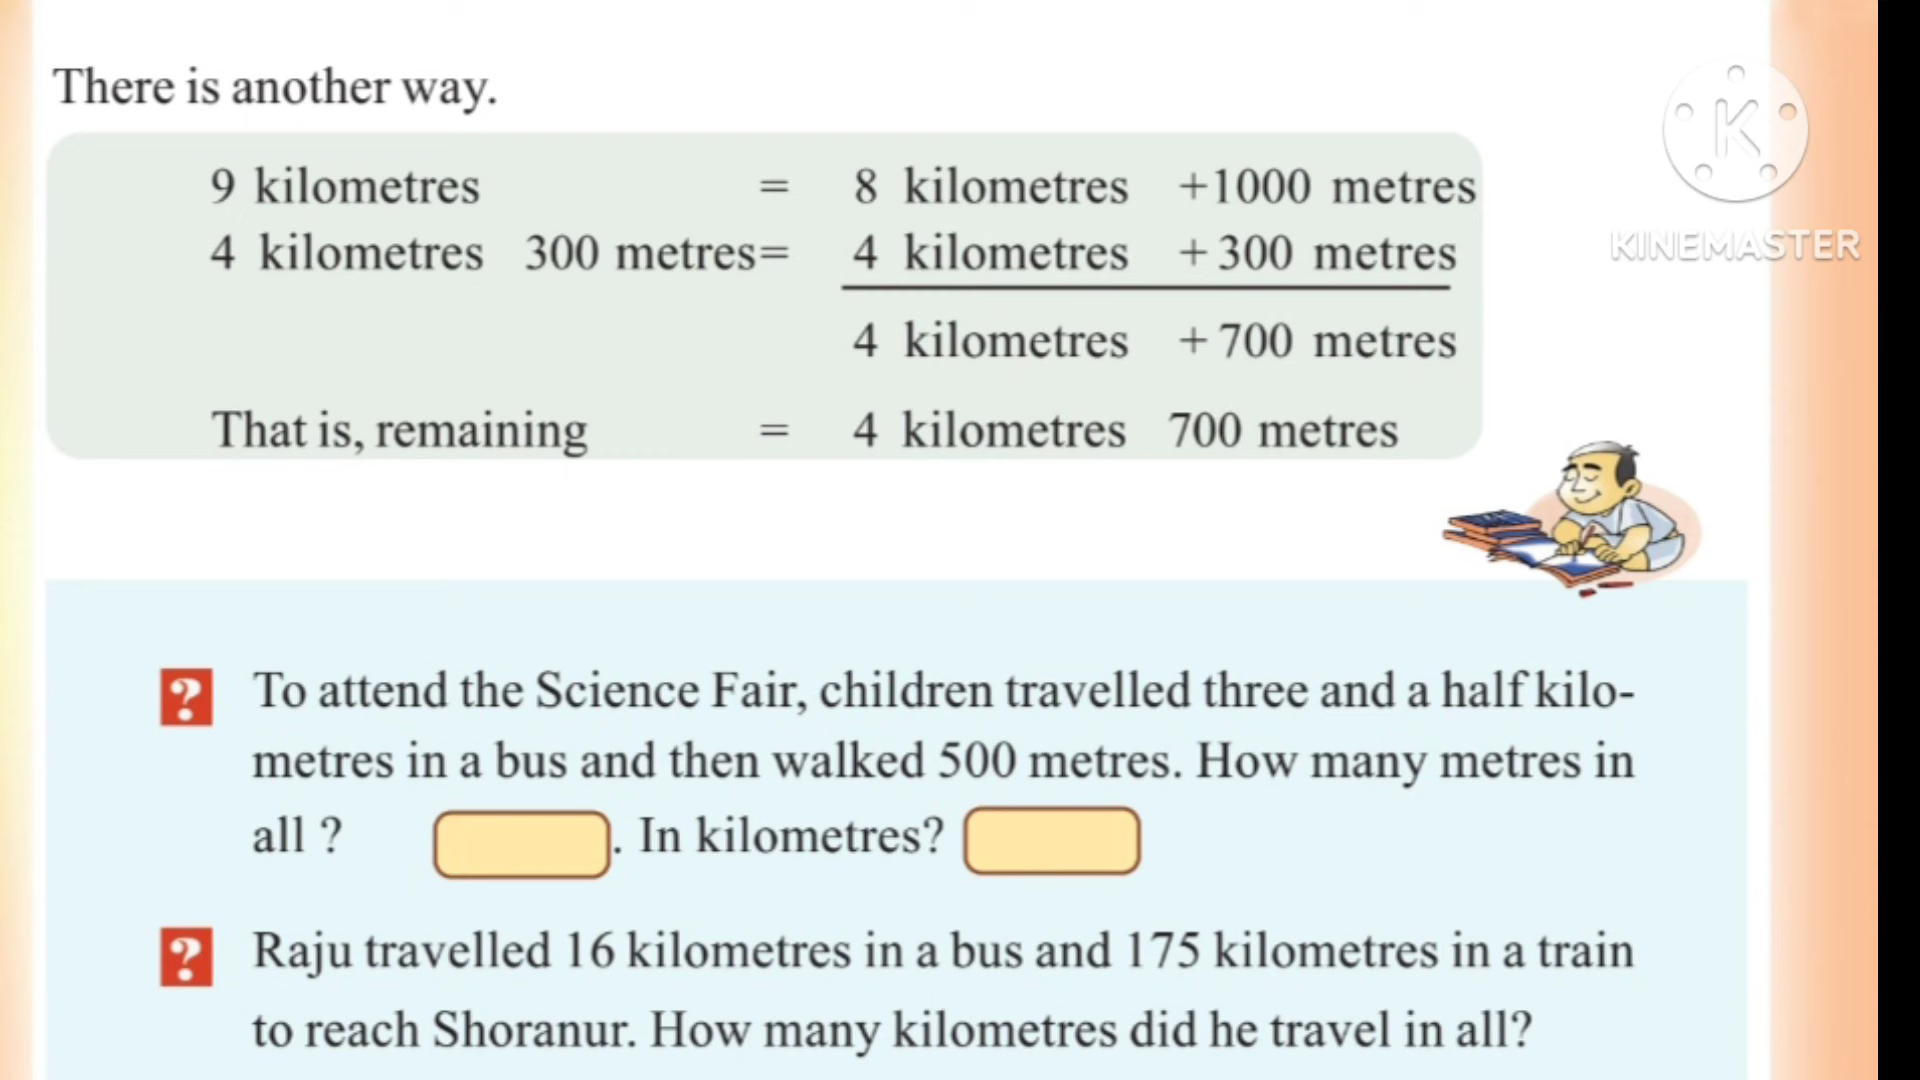 There is another way.
9 kilometres = 8 kilometres +1000 metres
4 kilometres 300 metres= 4 kilometres + 300 metres
4 kilometres + 700 metres
That is, remaining = 4 kilometres 700 metres
K
KINEMASTER
? To attend the Science Fair, children travelled three and a half kilo-
metres in a bus and then walked 500 metres. How many metres in
all ? . In kilometres?
? Raju travelled 16 kilometres in a bus and 175 kilometres in a train
to reach Shoranur. How many kilometres did he travel in all?